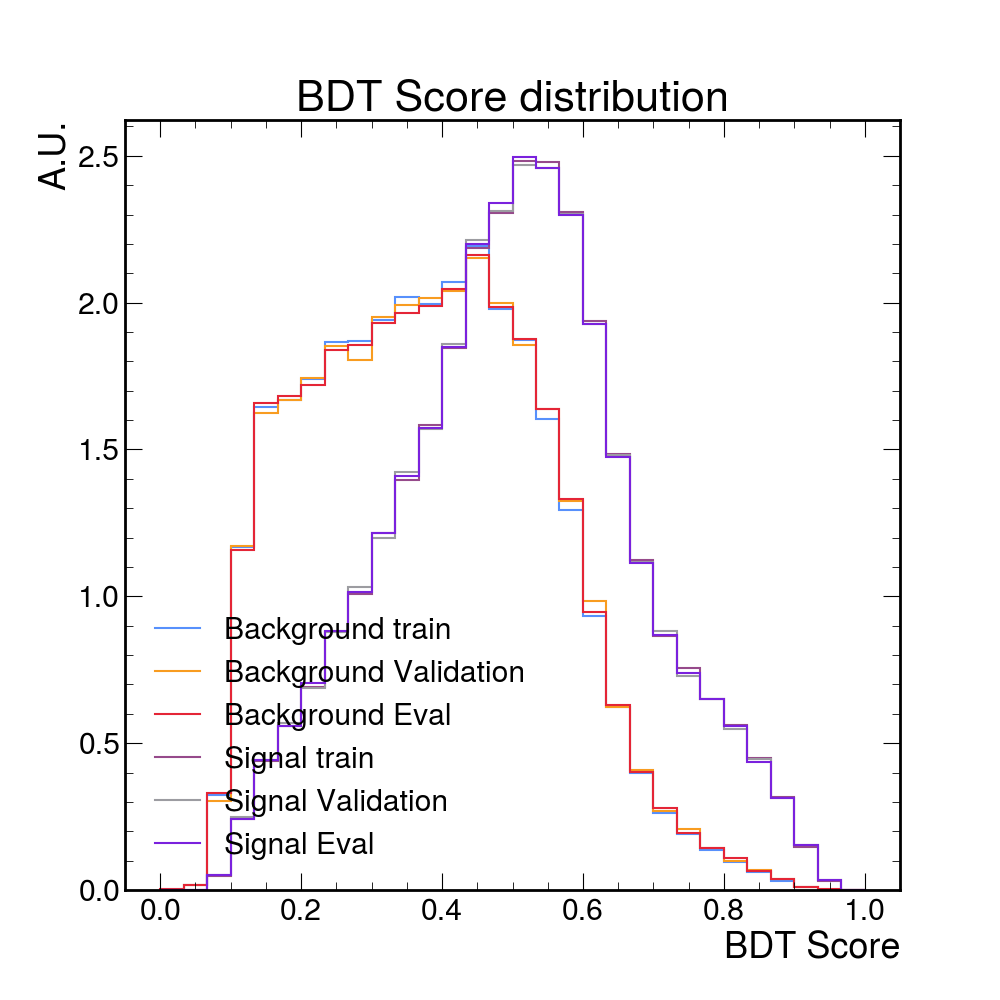 BDT Score distribution
A.U.
2.5
2.0
1.5
1.0
0.5
0.0
Background train
Background Validation
Background Eval
Signal train
Signal Validation
Signal Eval
0.0 0.2 0.4 0.6 0.8 1.0
BDT Score